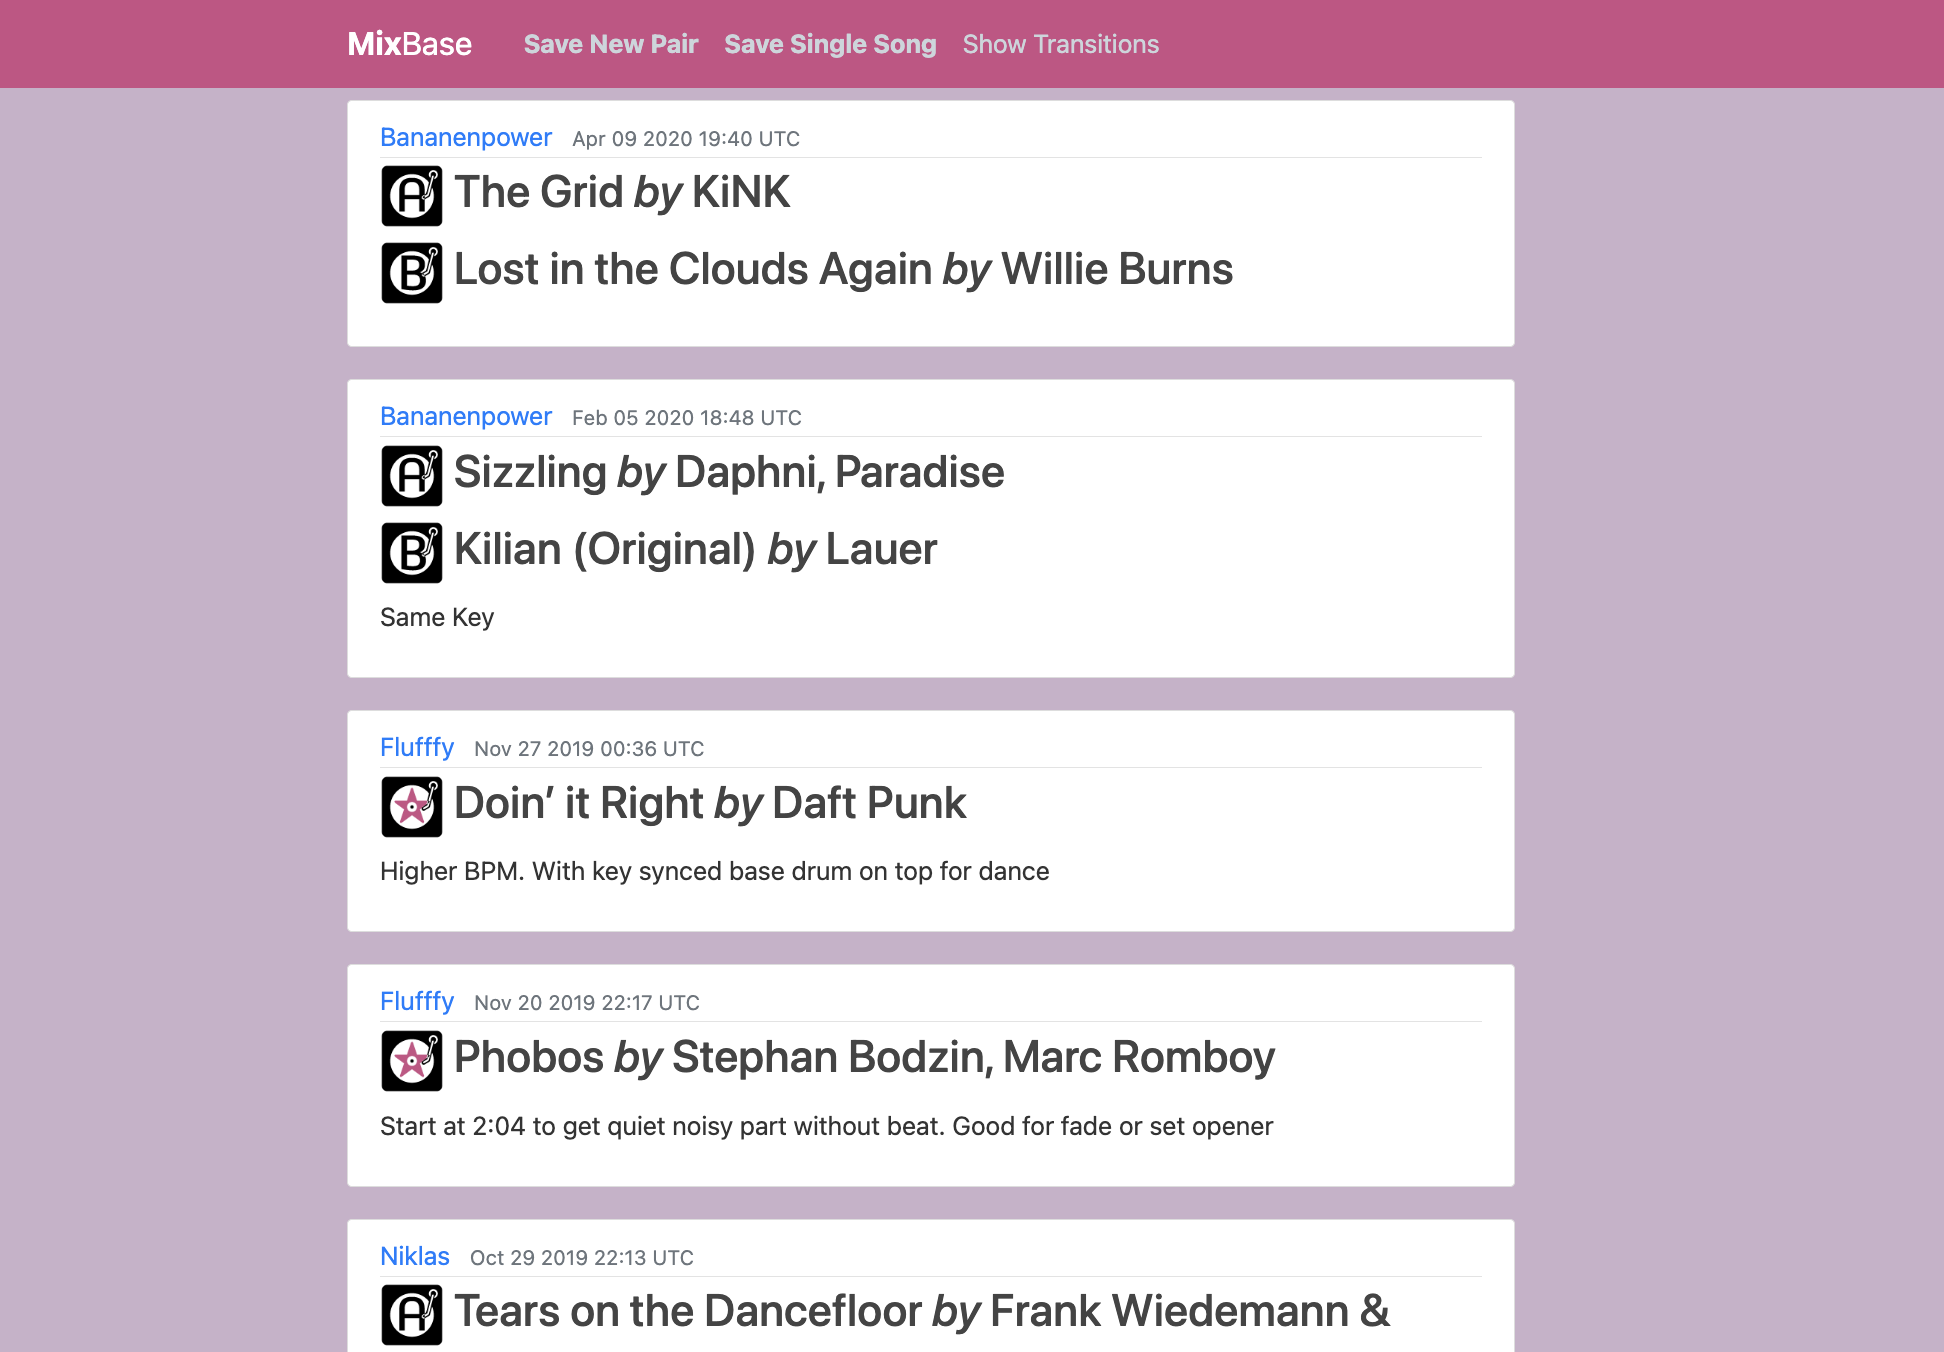 MixBase Save New Pair Save Single Song Show Transitions
Bananenpower Apr 09 2020 19:40 UTC
A The Grid by KiNK
B Lost in the Clouds Again by Willie Burns
Bananenpower Feb 05 2020 18:48 UTC
A Sizzling by Daphni, Paradise
B Kilian (Original) by Lauer
Same Key
Flufffy Nov 27 2019 00:36 UTC
Doin’ it Right by Daft Punk
Higher BPM. With key synced base drum on top for dance
Flufffy Nov 20 2019 22:17 UTC
Phobos by Stephan Bodzin, Marc Romboy
Start at 2:04 to get quiet noisy part without beat. Good for fade or set opener
Niklas Oct 29 2019 22:13 UTC
A Tears on the Dancefloor by Frank Wiedemann &